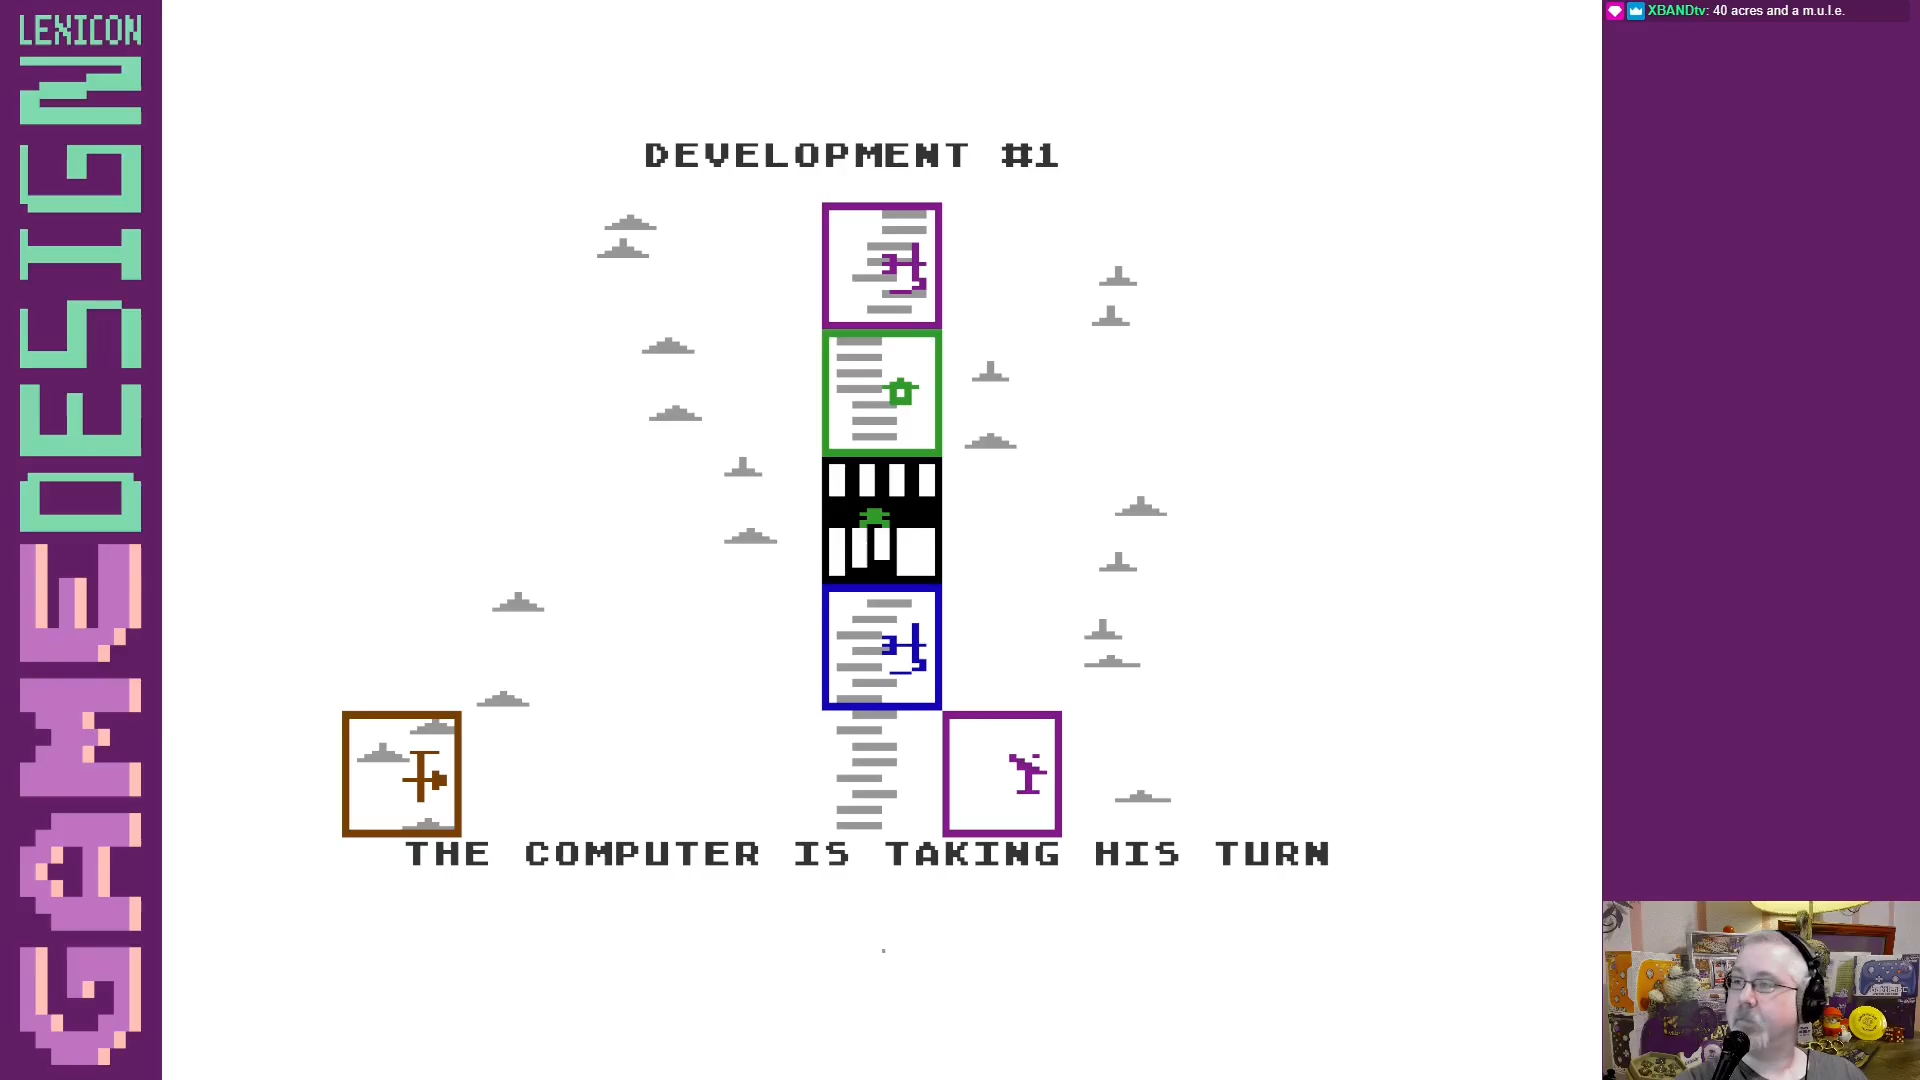 LEXICON
GAME DESIGN
XBANDtv: 40 acres and a m.u.l.e.
DEVELOPMENT #1
THE COMPUTER IS TAKING HIS TURN